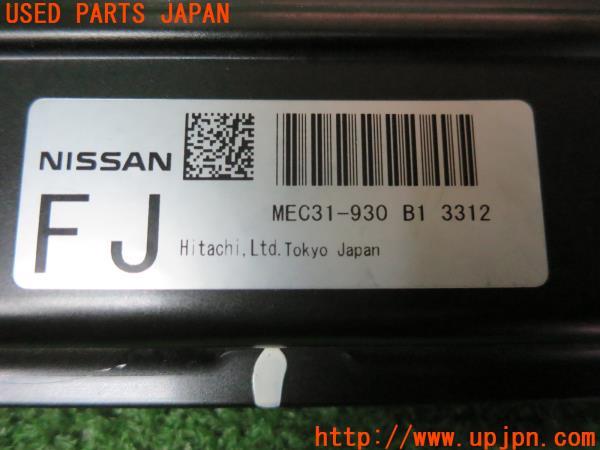 USED PARTS JAPAN
NISSAN
FJ
MEC31-930 B1 3312
Hitachi,Ltd.Tokyo Japan
http://www.upjpn.com